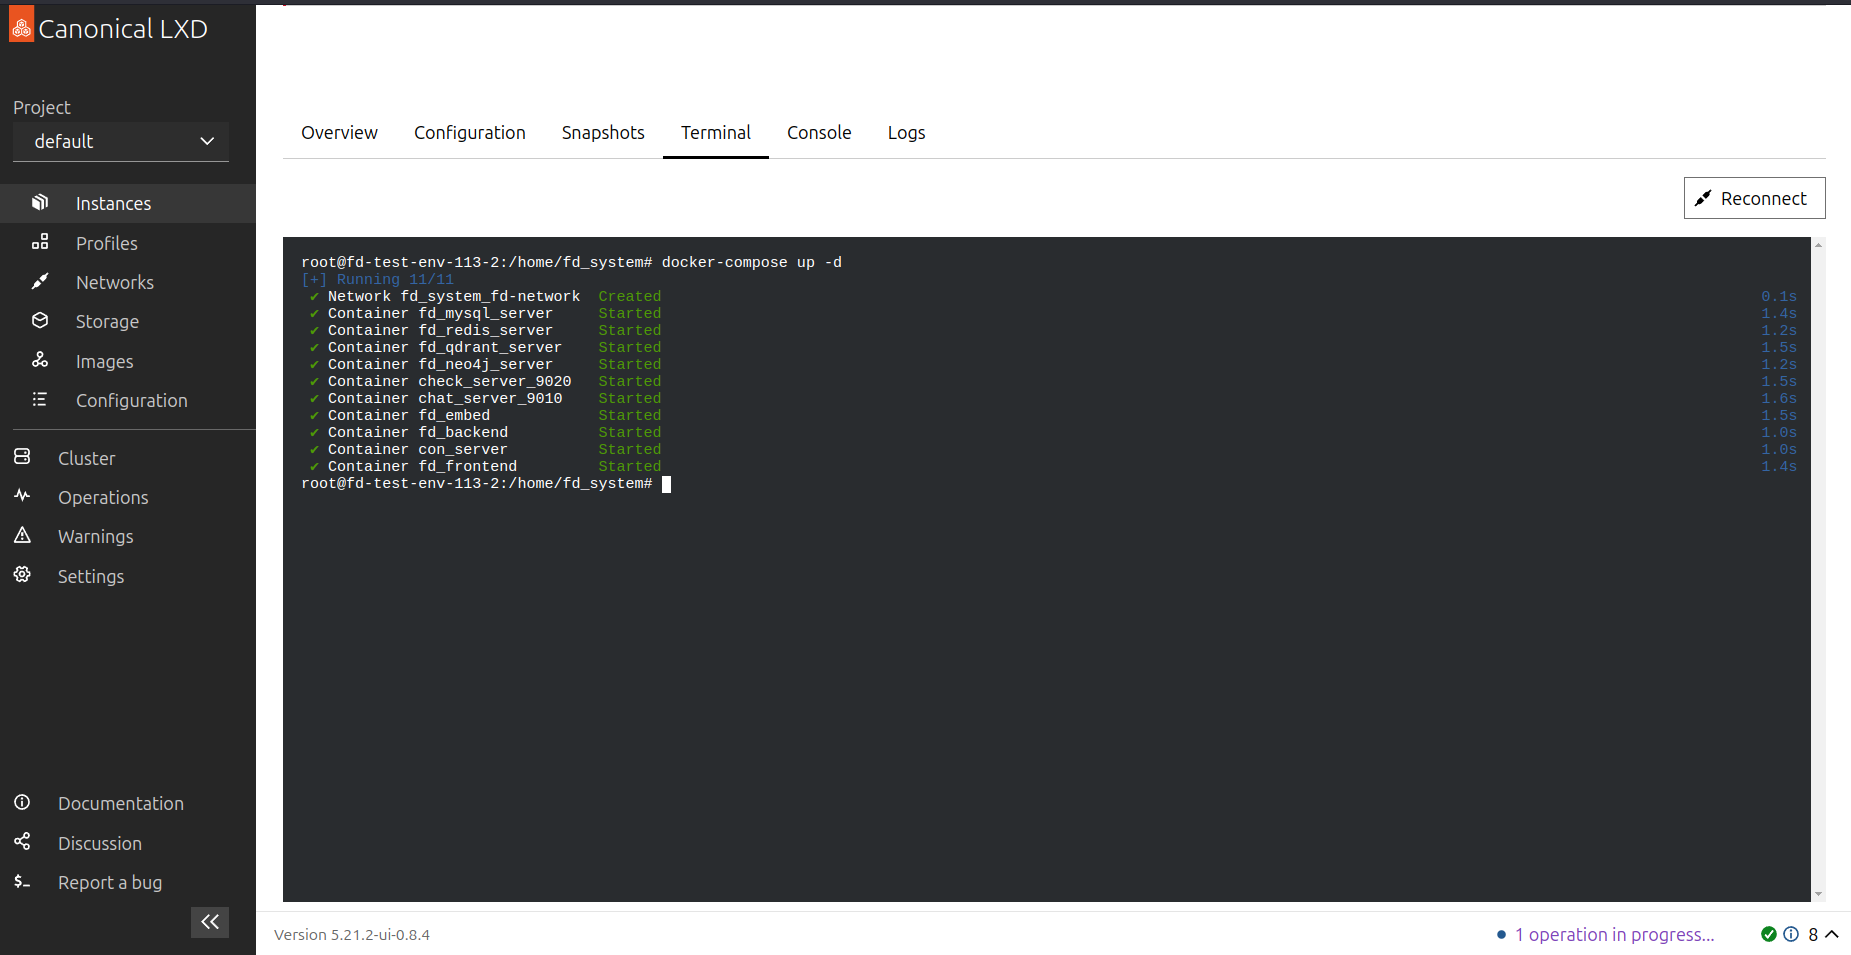 Canonical LXD
Project
default
Instances
Profiles
Networks
Storage
Images
Configuration
Cluster
Operations
Warnings
Settings
Documentation
Discussion
Report a bug
Overview Configuration Snapshots Terminal Console Logs
Reconnect
root@fd-test-env-113-2:/home/fd_system# docker-compose up -d
[+] Running 11/11
✔ Network fd_system_fd-network Created 0.1s
✔ Container fd_mysql_server Started 1.4s
✔ Container fd_redis_server Started 1.2s
✔ Container fd_qdrant_server Started 1.5s
✔ Container fd_neo4j_server Started 1.2s
✔ Container check_server_9020 Started 1.5s
✔ Container chat_server_9010 Started 1.6s
✔ Container fd_embed Started 1.5s
✔ Container fd_backend Started 1.0s
✔ Container con_server Started 1.0s
✔ Container fd_frontend Started 1.4s
root@fd-test-env-113-2:/home/fd_system#
Version 5.21.2-ui-0.8.4
1 operation in progress...
8